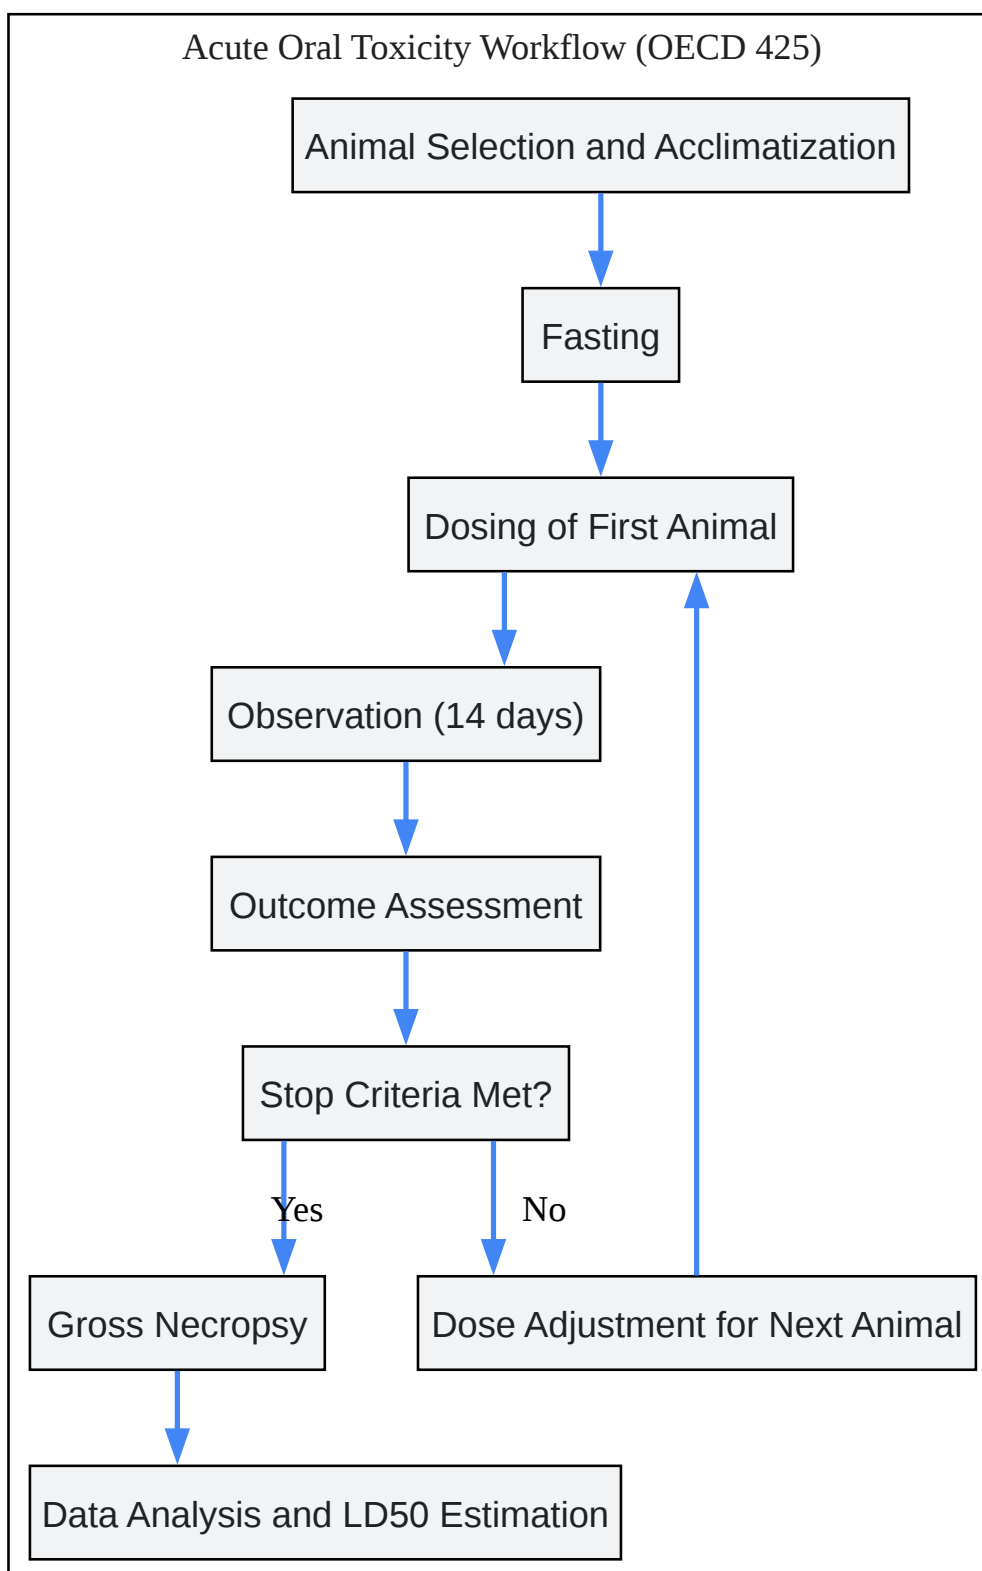 Acute Oral Toxicity Workflow (OECD 425)
Animal Selection and Acclimatization
Fasting
Dosing of First Animal
Observation (14 days)
Outcome Assessment
Stop Criteria Met?
Yes
No
Gross Necropsy
Dose Adjustment for Next Animal
Data Analysis and LD50 Estimation